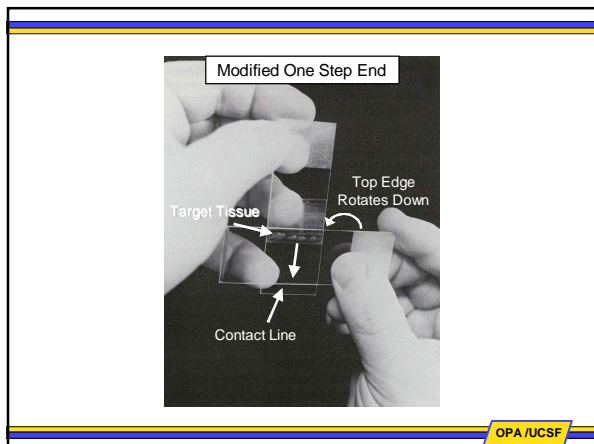 Modified One Step End
Top Edge
Rotates Down
Target Tissue
Contact Line
OPA /UCSF